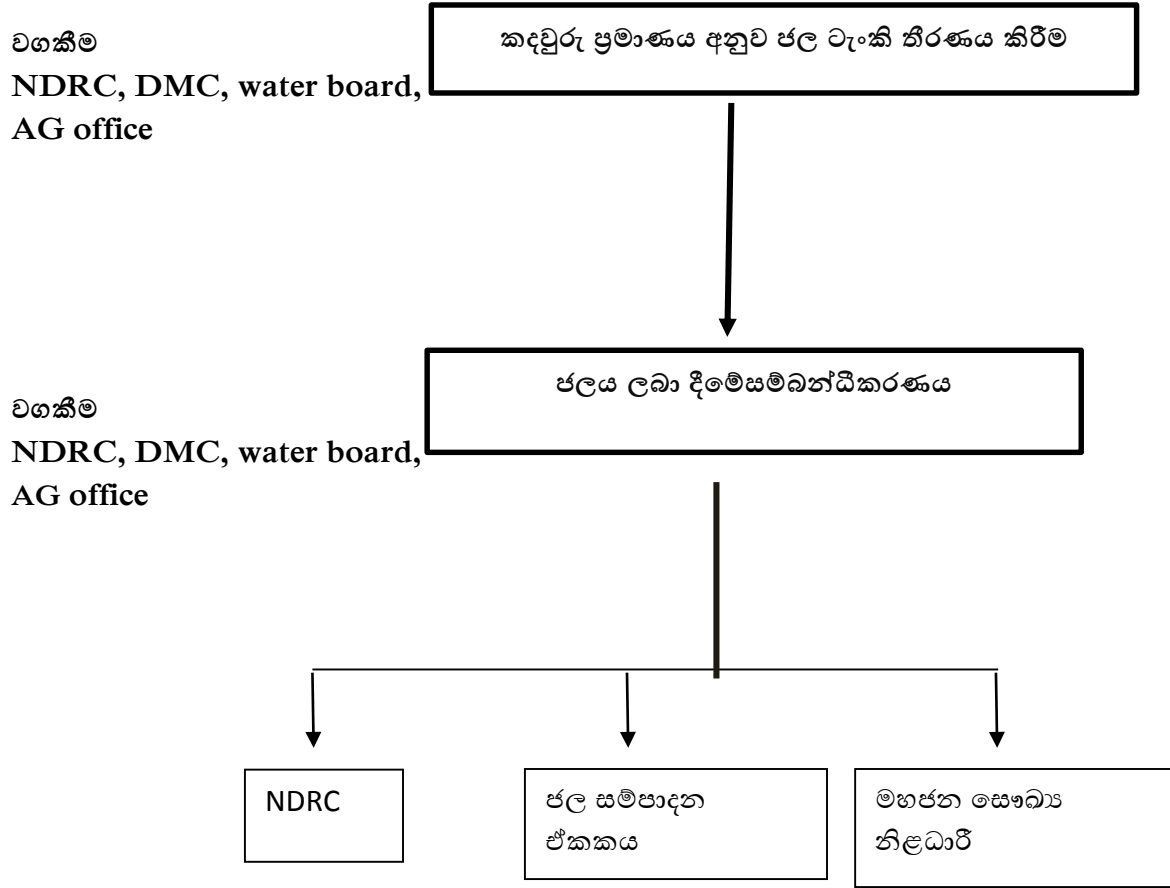 වගකීම
NDRC, DMC, water board,
AG office
කඳවුරු ප්‍රමාණය අනුව ජල ටැංකි තීරණය කිරීම
වගකීම
NDRC, DMC, water board,
AG office
ජලය ලබා දීමේසම්බන්ධීකරණය
NDRC
ජල සම්පාදන
ඒකකය
මහජන සෞඛ්‍ය
නිළධාරී